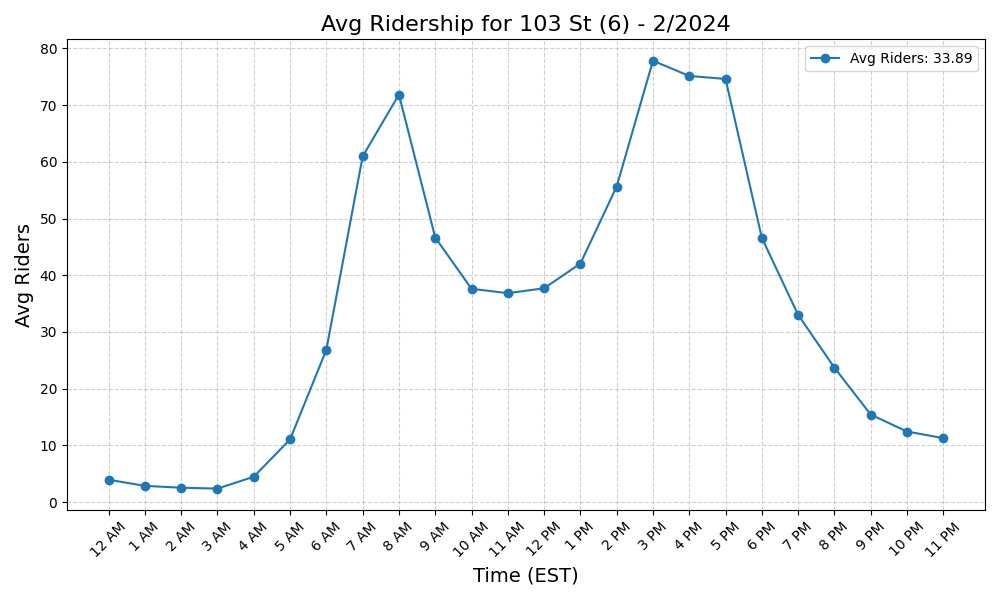 Avg Ridership for 103 St (6) - 2/2024
Avg Riders: 33.89
Avg Riders
80
70
60
50
40
30
20
10
0
12 AM
1 AM
2 AM
3 AM
4 AM
5 AM
6 AM
7 AM
8 AM
9 AM
10 AM
11 AM
12 PM
1 PM
2 PM
3 PM
4 PM
5 PM
6 PM
7 PM
8 PM
9 PM
10 PM
11 PM
Time (EST)